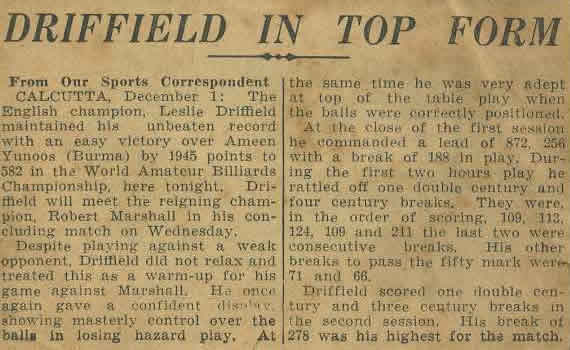 DRIFFIELD IN TOP FORM
From Our Sports Correspondent
CALCUTTA, December 1: The
English champion, Leslie Driffield
maintained his unbeaten record
with an easy victory over Ameen
Yunoos (Burma) by 1945 points to
582 in the World Amateur Billiards
Championship, here tonight. Dri-
ffield will meet the reigning cham-
pion, Robert Marshall in his con-
cluding match on Wednesday.
Despite playing against a weak
opponent, Driffield did not relax and
treated this as a warm-up for his
game against Marshall. He once
again gave a confident display,
showing masterly control over the
balls in losing hazard play. At
the same time he was very adept
at top of the table play when
the balls were correctly positioned.
At the close of the first session
he commanded a lead of 872, 256
with a break of 188 in play. Dur-
ing the first two hours play he
rattled off one double century and
four century breaks. They were,
in the order of scoring, 109, 113,
124, 109 and 211 the last two were
consecutive breaks. His other
breaks to pass the fifty mark were
71 and 66.
Driffield scored one double cen-
tury and three century breaks in
the second session. His break of
278 was his highest for the match.